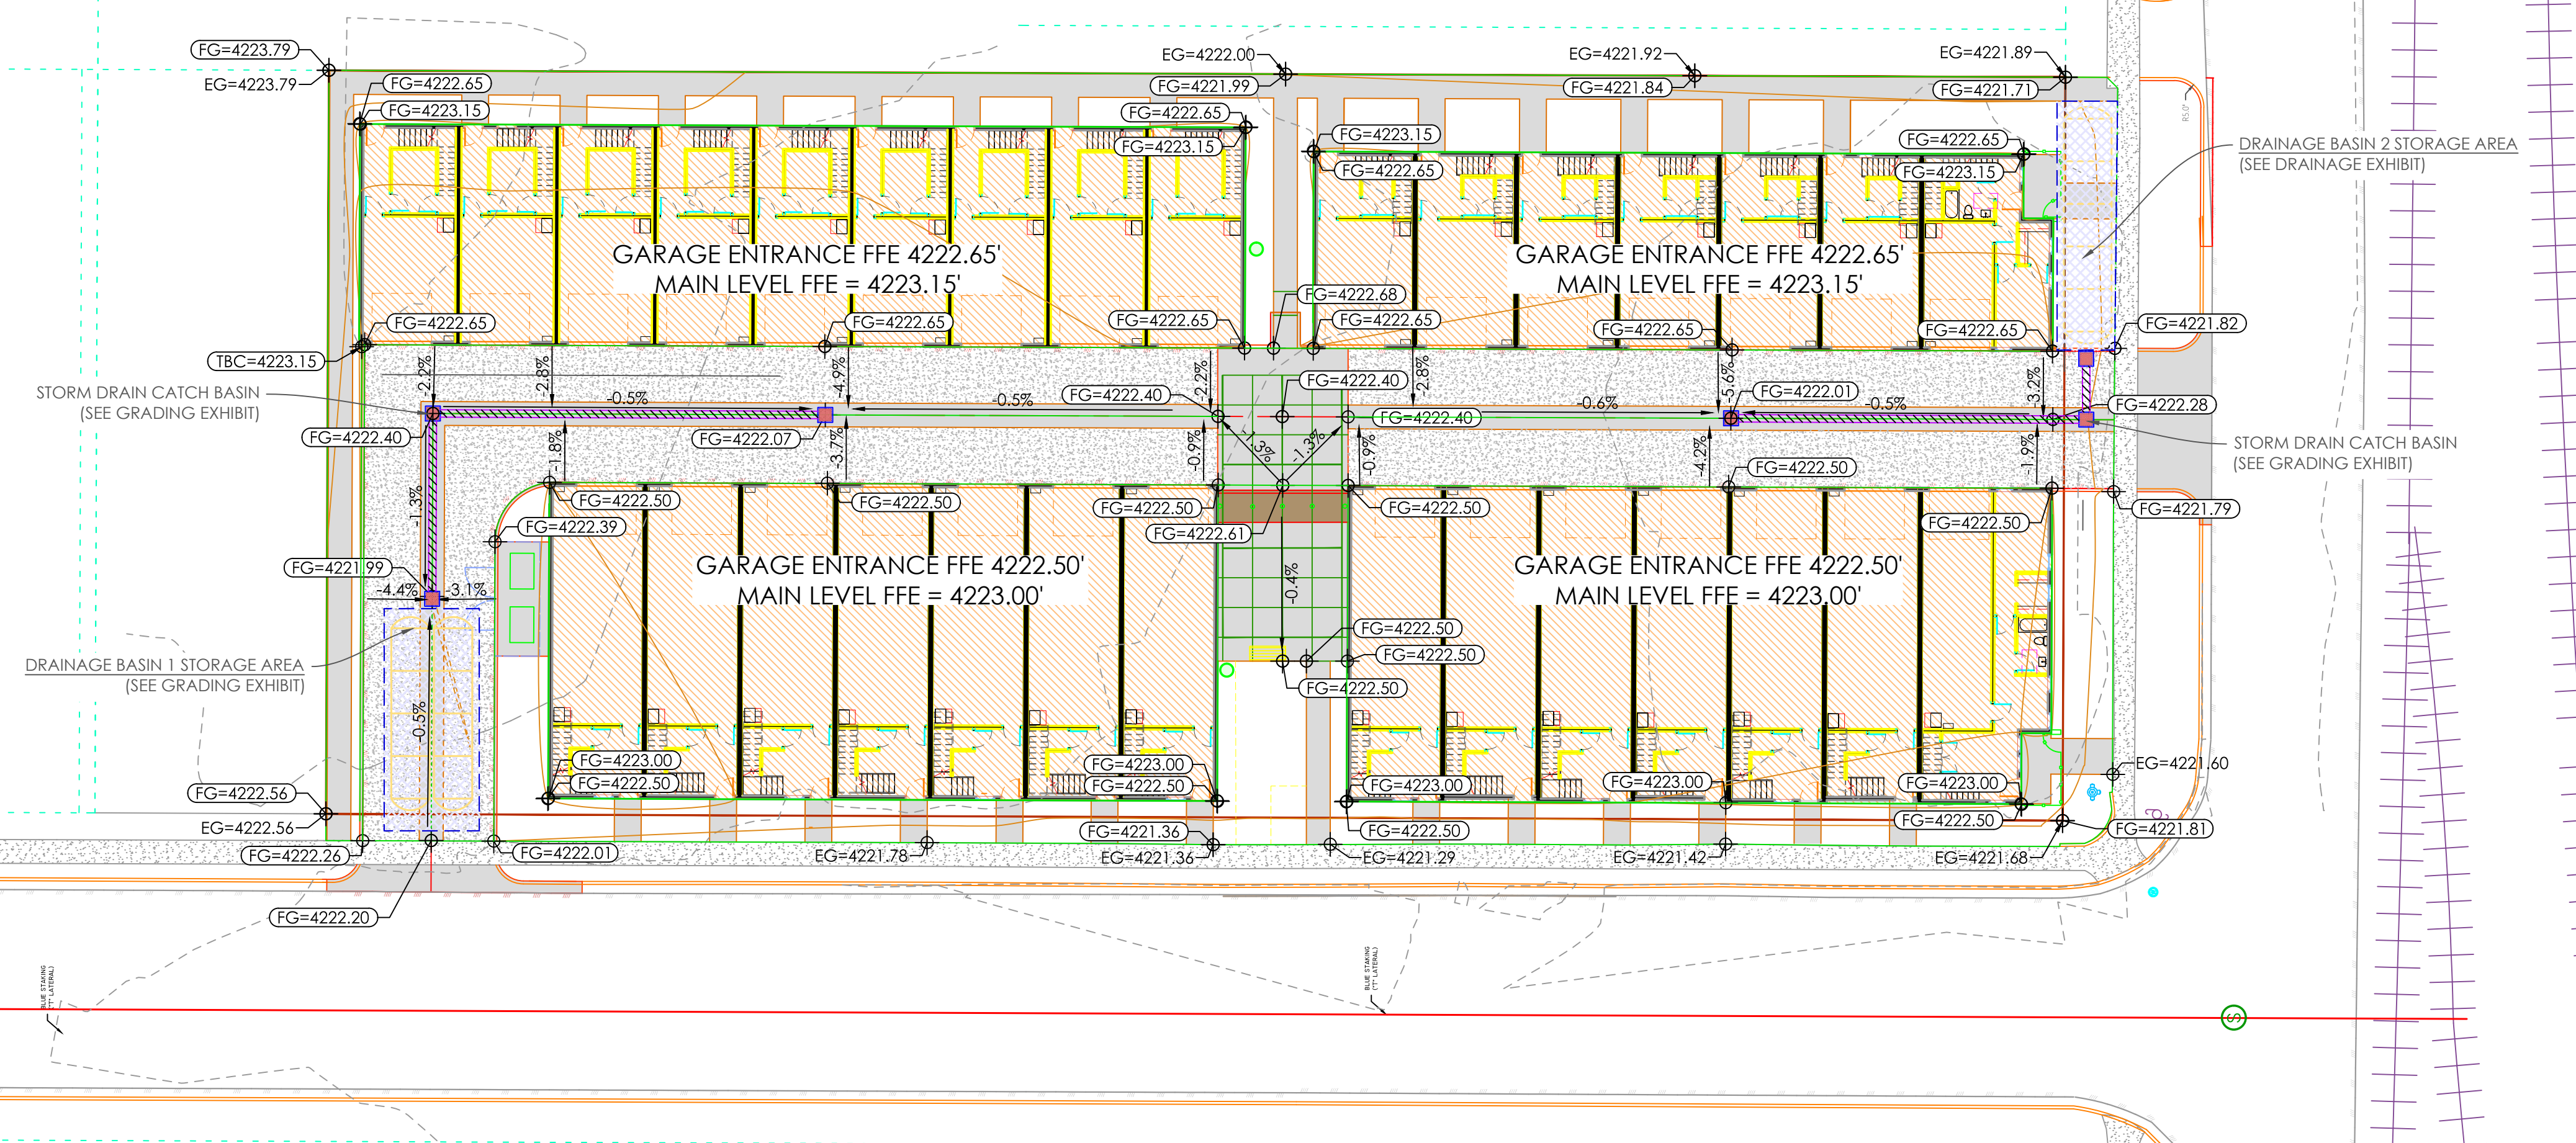 FG=4223.79
EG=4223.79
FG=4222.65
FG=4223.15
EG=4222.00
FG=4221.99
FG=4222.65
FG=4223.15
EG=4221.92
FG=4221.84
EG=4221.89
FG=4221.71
FG=4223.15
FG=4222.65
FG=4222.65
FG=4223.15
R5.0'
DRAINAGE BASIN 2 STORAGE AREA
(SEE DRAINAGE EXHIBIT)
GARAGE ENTRANCE FFE 4222.65'
MAIN LEVEL FFE = 4223.15'
GARAGE ENTRANCE FFE 4222.65'
MAIN LEVEL FFE = 4223.15'
FG=4222.68
FG=4222.65
FG=4222.65
FG=4222.65
FG=4222.65
FG=4222.65
FG=4222.65
FG=4221.82
TBC=4223.15
STORM DRAIN CATCH BASIN
(SEE GRADING EXHIBIT)
-2.2%
-2.8%
-4.9%
-2.2%
-2.8%
-5.6%
-3.2%
FG=4222.40
FG=4222.40
FG=4222.01
-0.5%
-0.5%
-0.6%
-0.5%
FG=4222.28
FG=4222.40
FG=4222.07
FG=4222.40
-1.8%
-3.7%
-0.9%
-1.3%
-1.3%
-0.9%
-4.2%
-1.9%
STORM DRAIN CATCH BASIN
(SEE GRADING EXHIBIT)
FG=4222.50
FG=4222.50
FG=4222.50
FG=4222.50
FG=4222.50
FG=4222.50
FG=4222.50
FG=4221.79
-1.3%
FG=4222.39
FG=4222.61
FG=4221.99
-4.4%
-3.1%
GARAGE ENTRANCE FFE 4222.50'
MAIN LEVEL FFE = 4223.00'
GARAGE ENTRANCE FFE 4222.50'
MAIN LEVEL FFE = 4223.00'
-0.4%
FG=4222.50
FG=4222.50
FG=4222.50
DRAINAGE BASIN 1 STORAGE AREA
(SEE GRADING EXHIBIT)
-0.5%
FG=4223.00
FG=4222.50
FG=4223.00
FG=4222.50
FG=4223.00
FG=4223.00
FG=4223.00
EG=4221.60
FG=4222.56
EG=4222.56
FG=4222.50
FG=4222.50
FG=4221.81
FG=4221.36
FG=4222.26
FG=4222.01
EG=4221.78
EG=4221.36
EG=4221.29
EG=4221.42
EG=4221.68
FG=4222.20
BLUE STAKING
("T" LATERAL)
BLUE STAKING
("T" LATERAL)
S